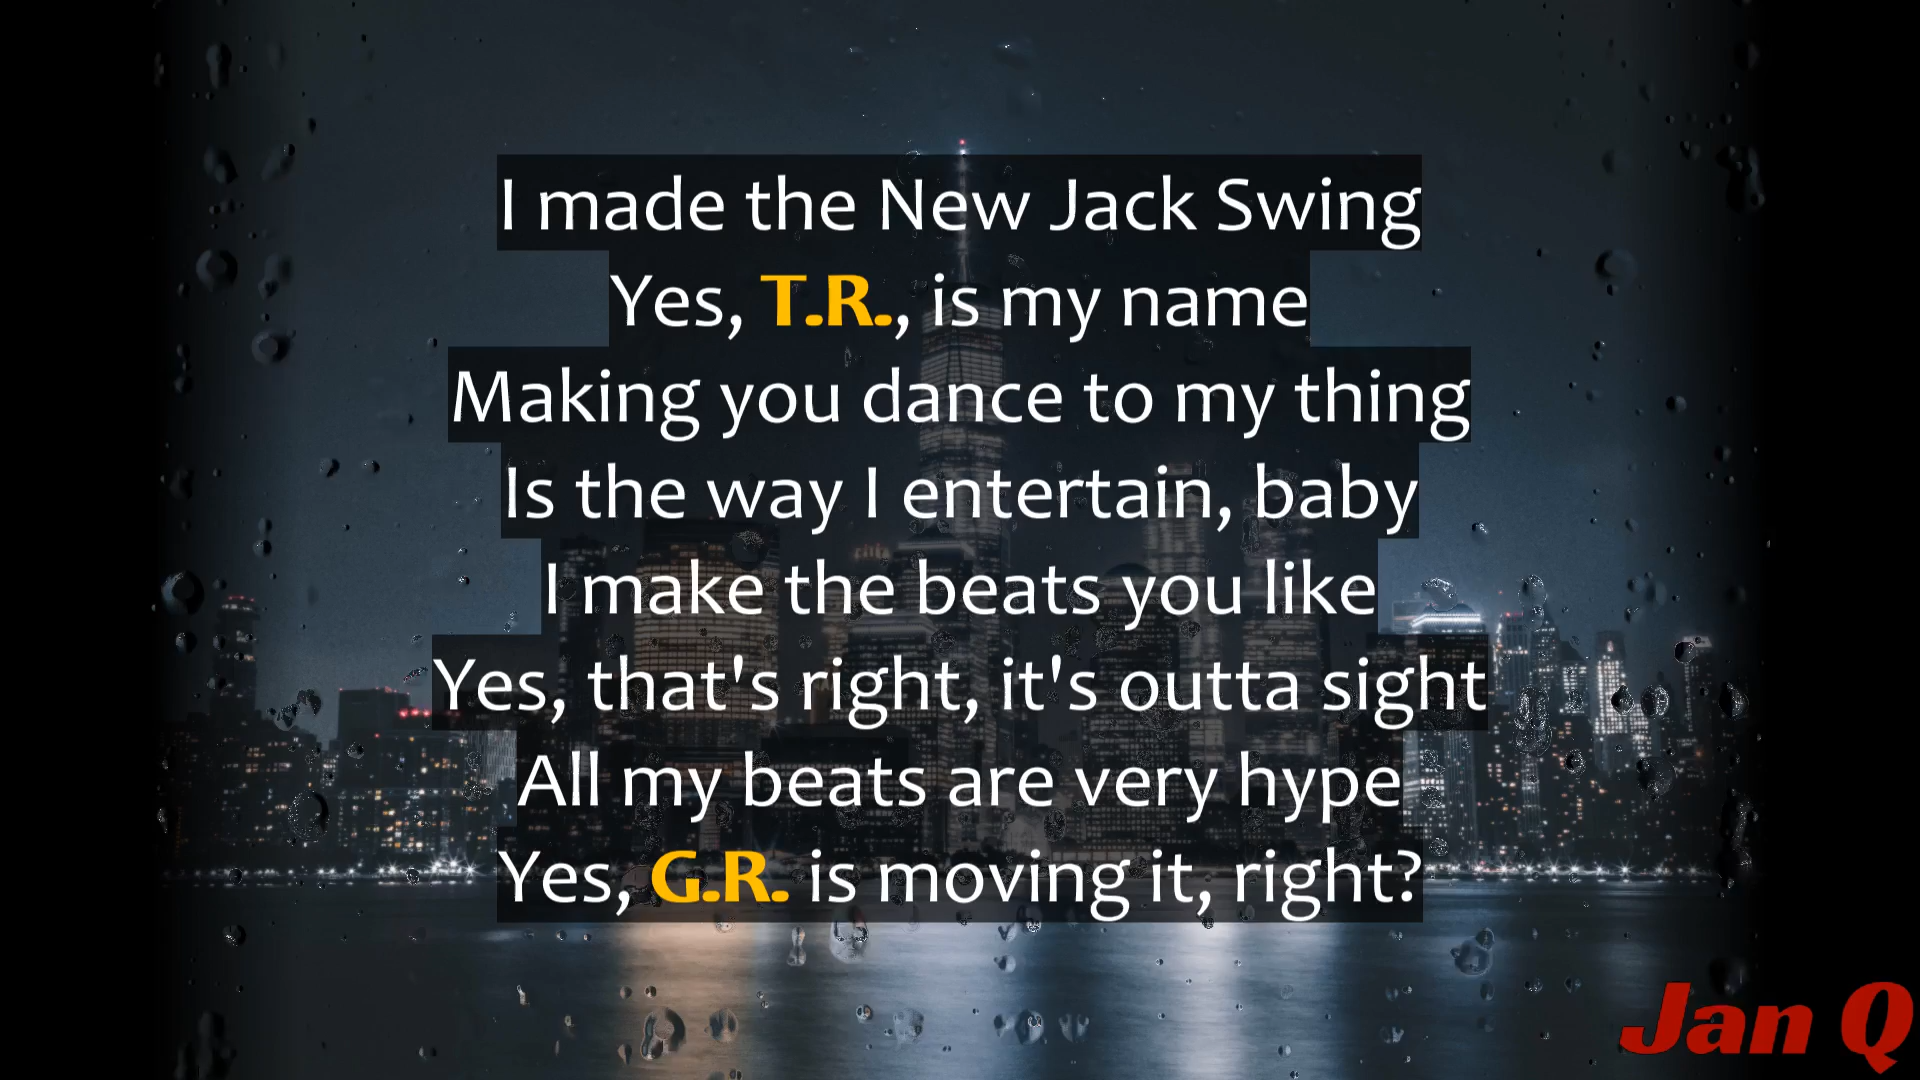 I made the New Jack Swing
Yes, T.R., is my name
Making you dance to my thing
Is the way I entertain, baby
I make the beats you like
Yes, that's right, it's outta sight
All my beats are very hype
Yes, G.R. is moving it, right?
Jan Q